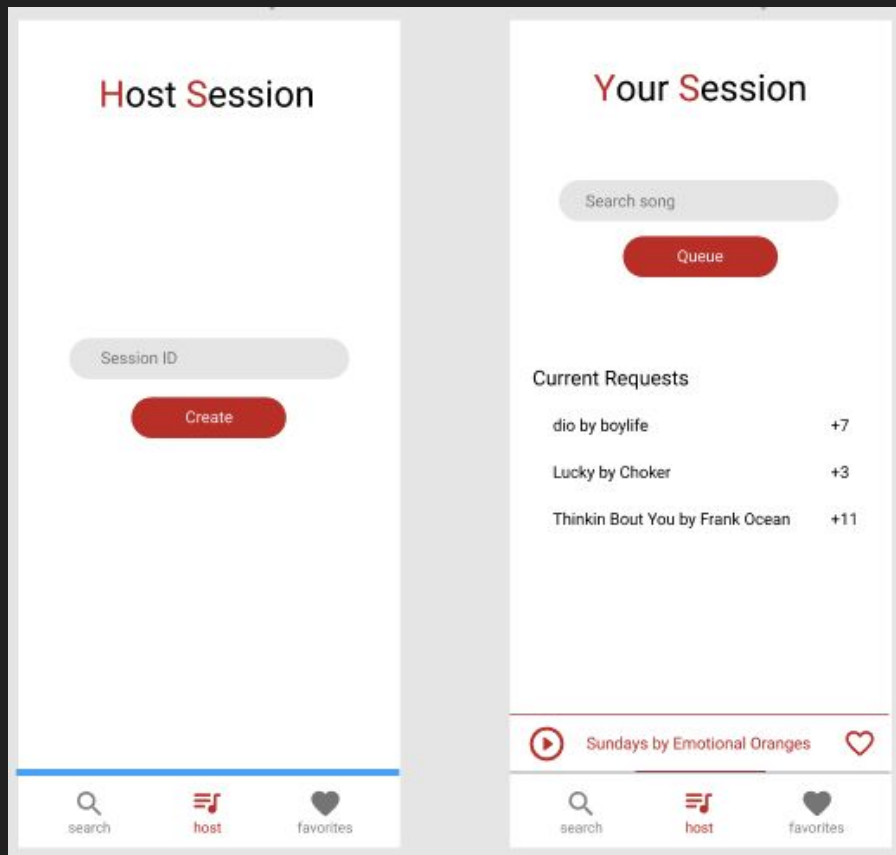 Host Session
Session ID
Create
search host favorites
Your Session
Search song
Queue
Current Requests
dio by boylife +7
Lucky by Choker +3
Thinkin Bout You by Frank Ocean +11
Sundays by Emotional Oranges
search host favorites